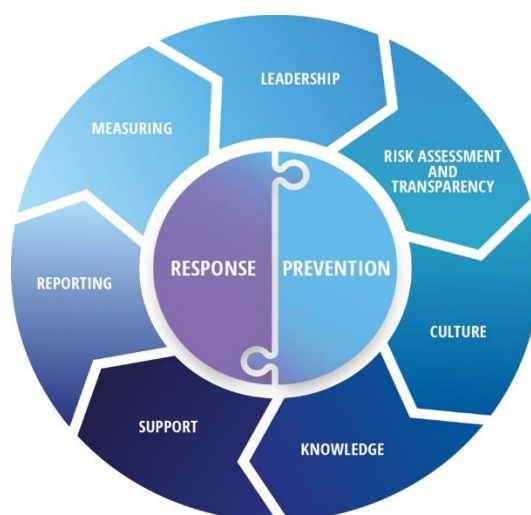 LEADERSHIP
RISK ASSESSMENT
AND
TRANSPARENCY
CULTURE
KNOWLEDGE
SUPPORT
REPORTING
MEASURING
RESPONSE
PREVENTION